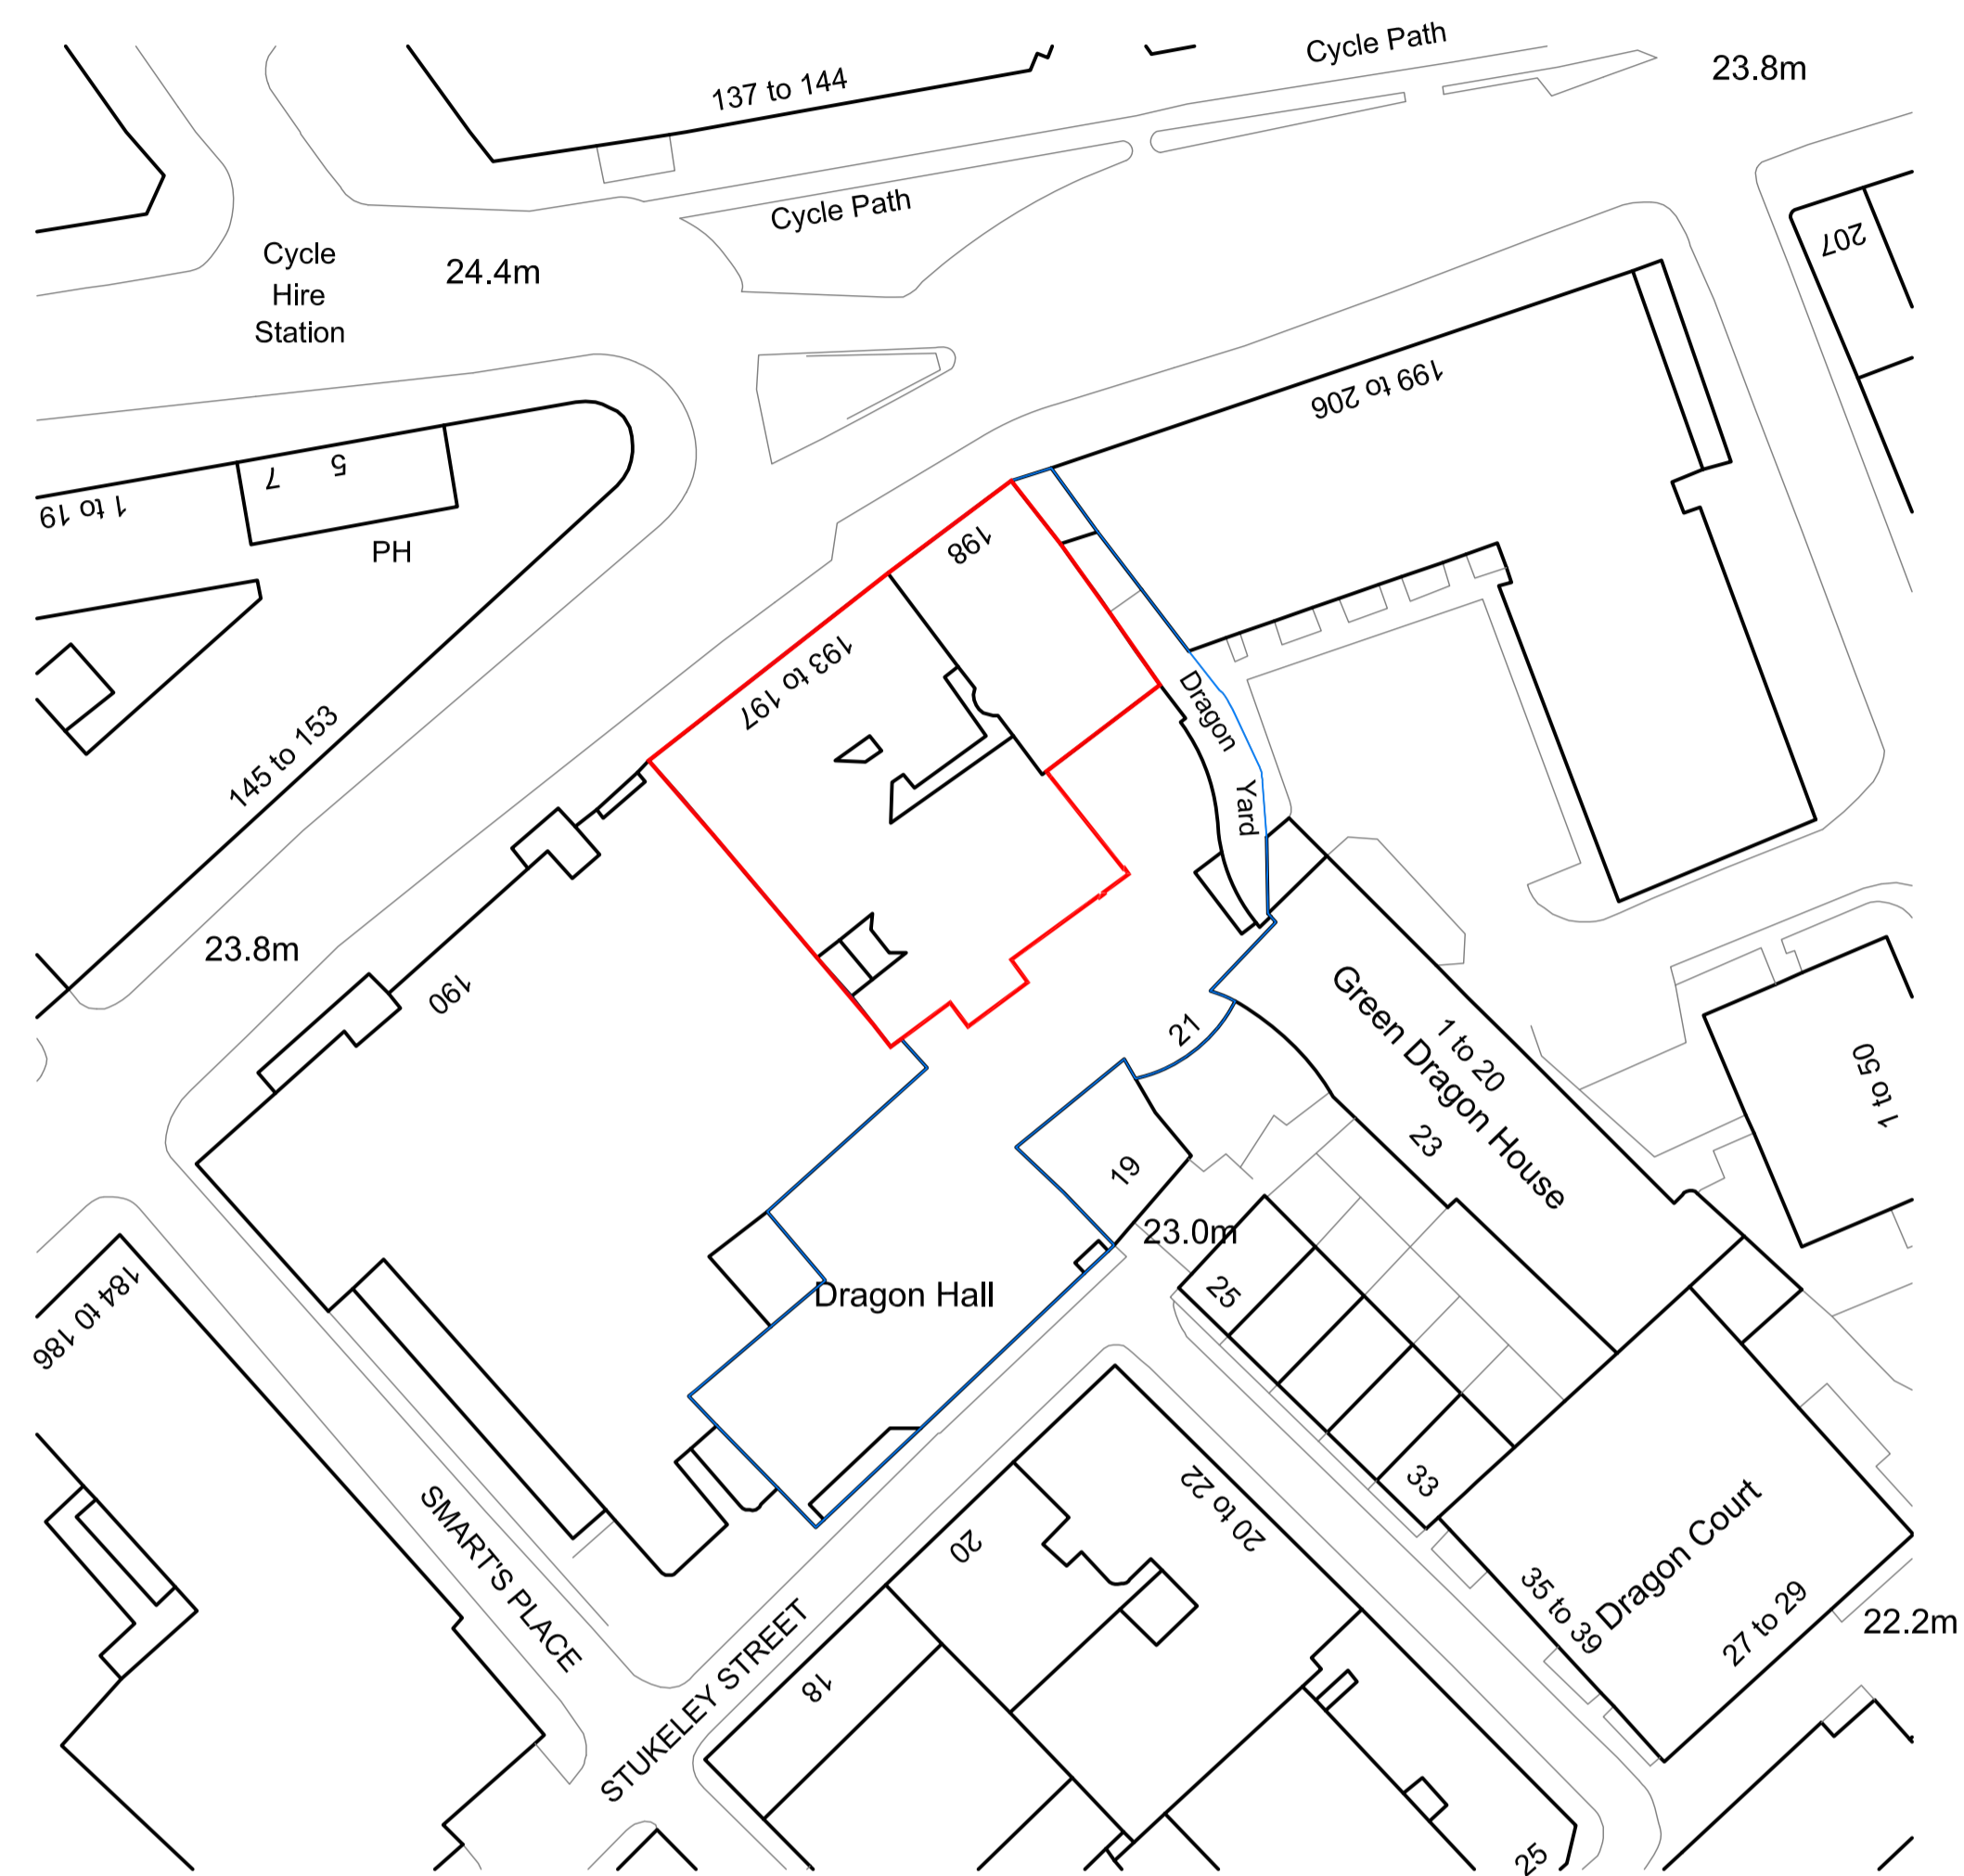 Cycle Path
23.8m
137 to 144
Cycle Path
207
Cycle
Hire
Station
24.4m
199 to 206
5
7
1 to 19
PH
198
193 to 197
145 to 153
Dragon
Yard
23.8m
190
21
Green Dragon House
1 to 20
1 to 50
23
19
23.0m
25
Dragon Hall
184 to 186
33
20 to 22
20
SMART'S PLACE
STUKELEY STREET
18
35 to 39
Dragon Court
27 to 29
22.2m
25